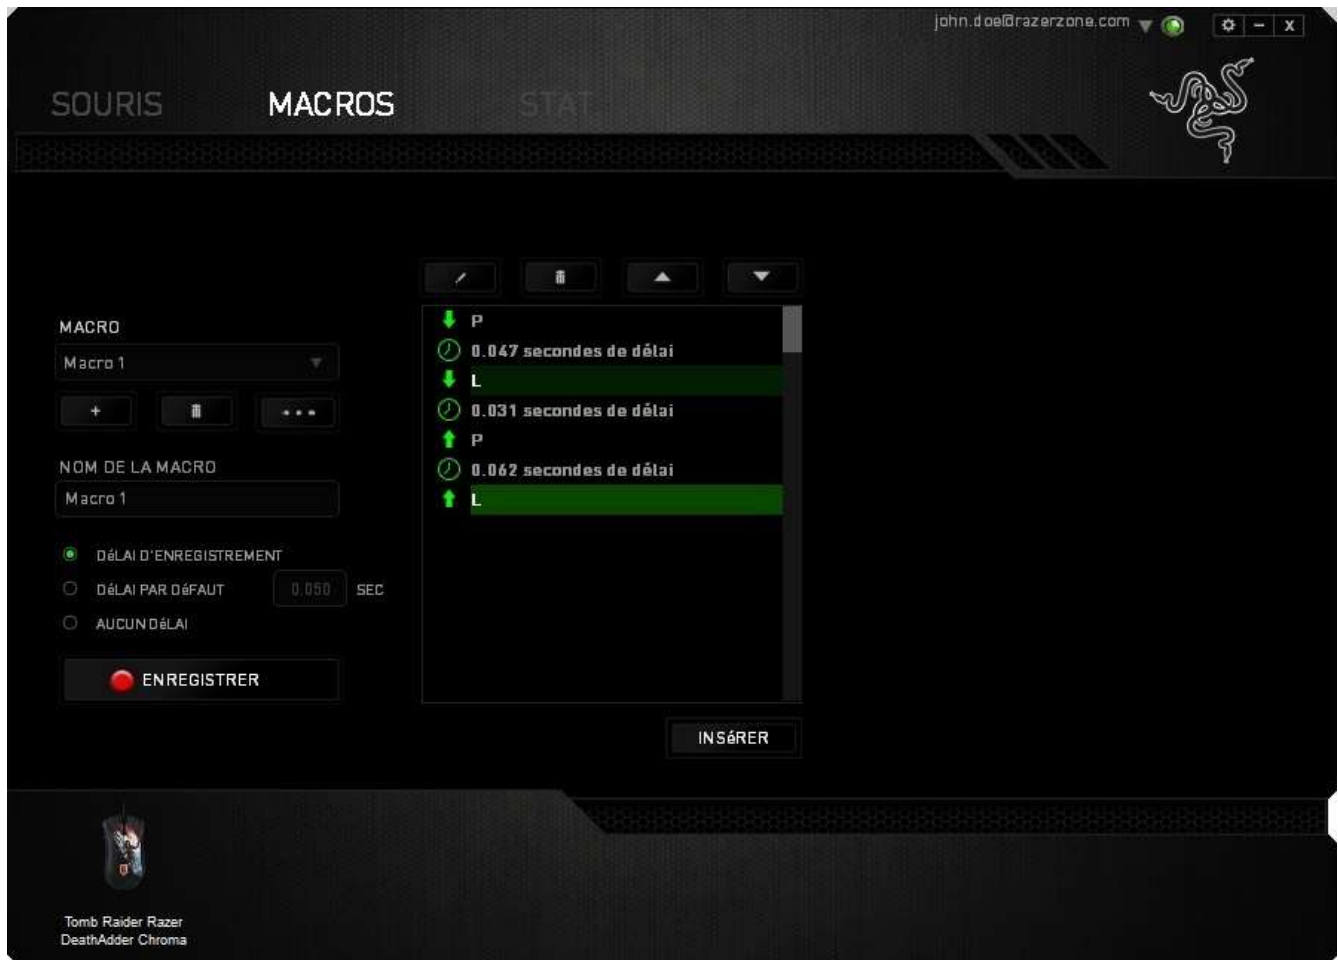 john.doe@razerzone.com
SOURIS
MACROS
STAT
MACRO
Macro 1
NOM DE LA MACRO
Macro 1
DéLAI D'ENREGISTREMENT
DéLAI PAR DéFAUT 0.050 SEC
AUCUN DéLAI
ENREGISTRER
P
0.047 secondes de délai
L
0.031 secondes de délai
P
0.062 secondes de délai
L
INSéRER
Tomb Raider Razer
DeathAdder Chroma